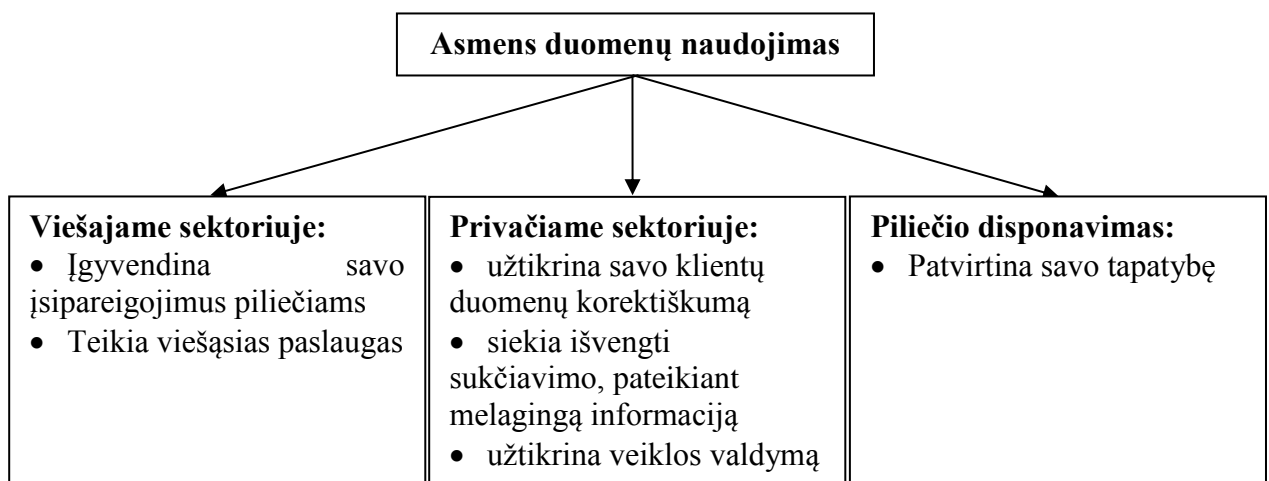 Asmens duomenų naudojimas
Viešajame sektoriuje:
• Įgyvendina savo
įsipareigojimus piliečiams
• Teikia viešąsias paslaugas
Privačiame sektoriuje:
• užtikrina savo klientų
duomenų korektiškumą
• siekia išvengti
sukčiavimo, pateikiant
melagingą informaciją
• užtikrina veiklos valdymą
Piliečio disponavimas:
• Patvirtina savo tapatybę